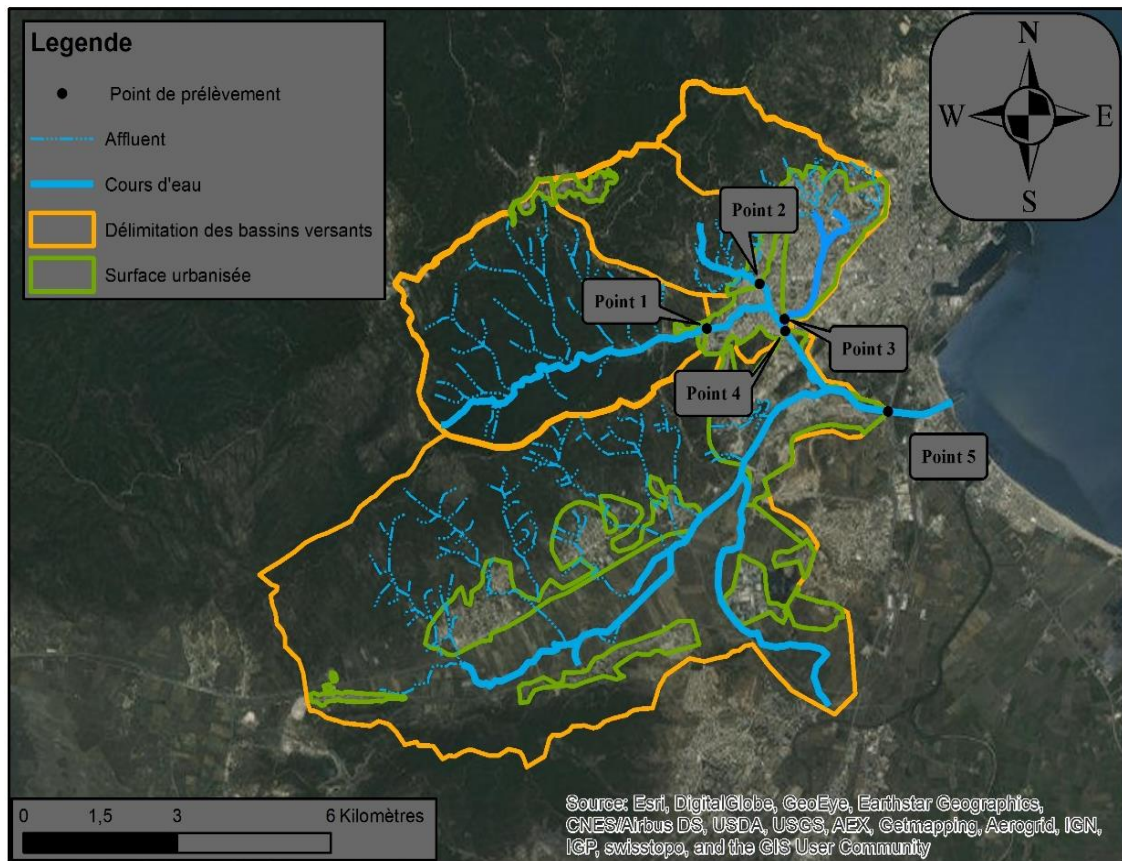 Legende
Point de prélèvement
Affluent
Cours d'eau
Délimitation des bassins versants
Surface urbanisée
N
W
E
S
Point 2
Point 1
Point 3
Point 4
Point 5
0 1,5 3 6 Kilomètres
Source: Esri, DigitalGlobe, GeoEye, Earthstar Geographics,
CNES/Airbus DS, USDA, USGS, AEX, Getmapping, Aerogrid, IGN,
IGP, swisstopo, and the GIS User Community